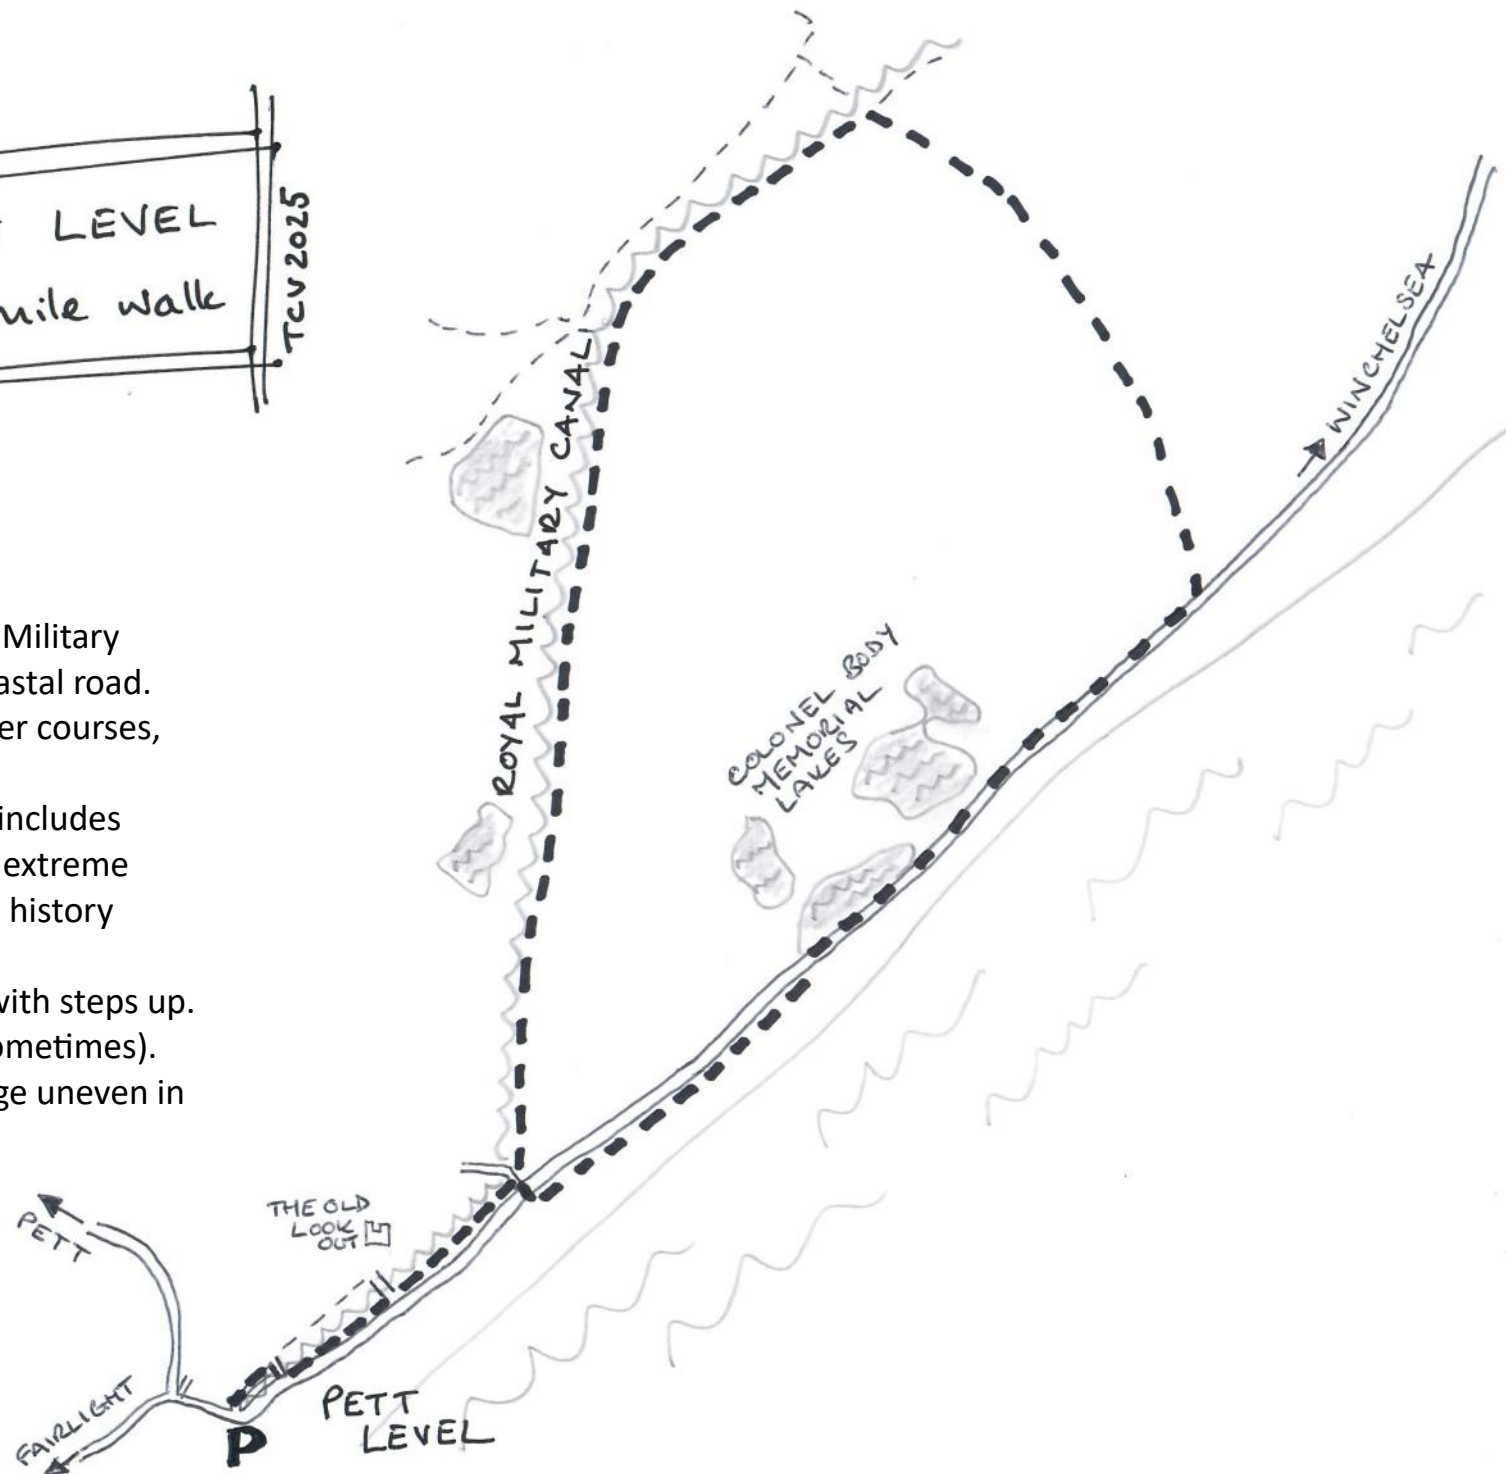 LEVEL
mile walk
TCV 2025
Military
astal road.
er courses,
includes
extreme
history
with steps up.
ometimes).
ge uneven in
ROYAL MILITARY CANAL
WINCHELSEA
COLONEL BODY
MEMORIAL
LAKES
THE OLD
LOOK
OUT
PETT
FAIRLIGHT
P
PETT
LEVEL